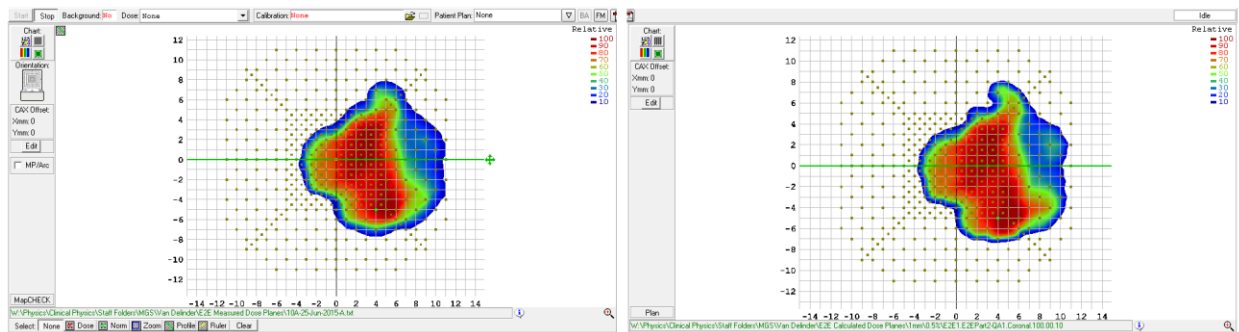 Start Stop Background: No Dose: None Calibration: None Patient Plan: None BA FM
Chart:
Orientation:
CAX Offset:
Xmm: 0
Ymm: 0
Edit
MP/Arc
MapCHECK
Relative
100
90
80
70
60
50
40
30
20
10
12
10
8
6
4
2
0
-2
-4
-6
-8
-10
-12
-14 -12 -10 -8 -6 -4 -2 0 2 4 6 8 10 12 14
W:\Physics\Clinical Physics\Staff Folders\MGS\Van Delinder\E2E Measured Dose Planes\10A-25-Jun-2015-A.txt
Select: None Dose Norm Zoom Profile Ruler Clear
Idle
Chart:
CAX Offset:
Xmm: 0
Ymm: 0
Edit
Plan
Relative
100
90
80
70
60
50
40
30
20
10
12
10
8
6
4
2
0
-2
-4
-6
-8
-10
-12
-14 -12 -10 -8 -6 -4 -2 0 2 4 6 8 10 12 14
W:\Physics\Clinical Physics\Staff Folders\MGS\Van Delinder\E2E Calculated Dose Planes\1mm\0.5%\E2E1.E2EPart2-QA1.Coronal.100.00.10